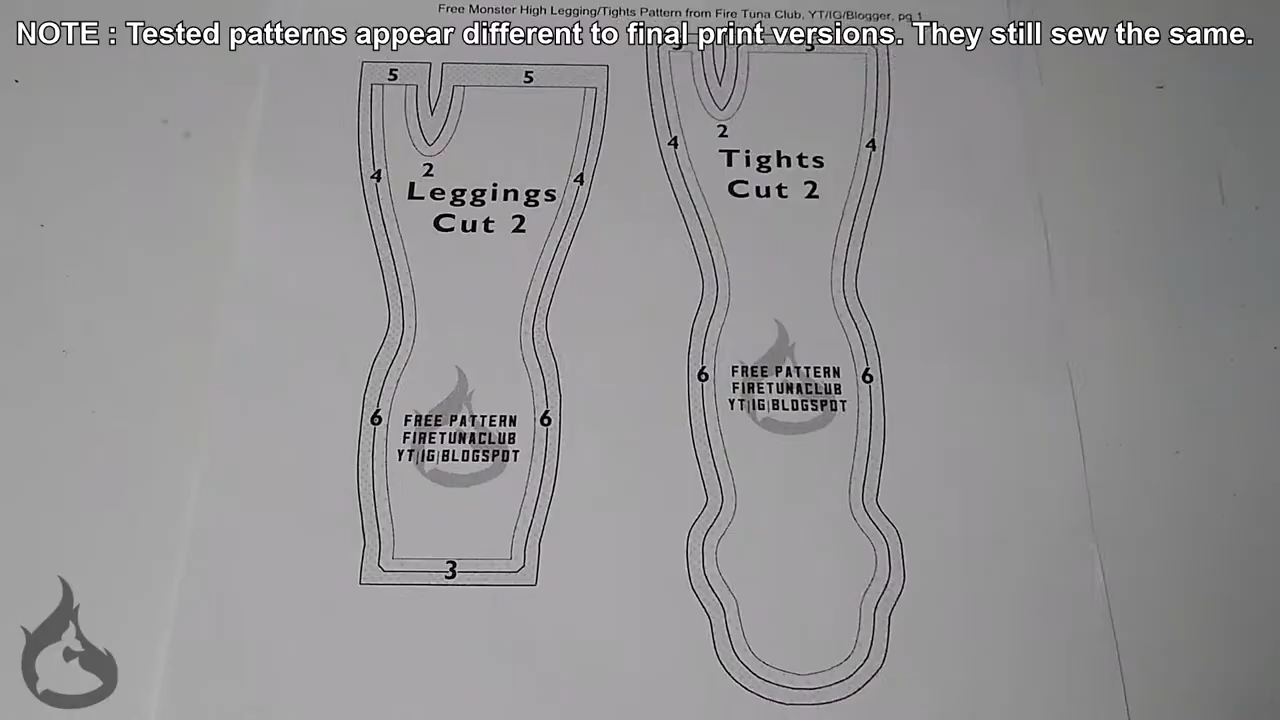 Free Monster High Legging/Tights Pattern from Fire Tuna Club, YT/IG/Blogger, pg 1
NOTE : Tested patterns appear different to final print versions. They still sew the same.
5 5
4 4
2
Leggings
Cut 2
6 6
FREE PATTERN
FIRETUNACLUB
YT|IG|BLOGSPOT
3
5 5
4 4
2
Tights
Cut 2
6 6
FREE PATTERN
FIRETUNACLUB
YT|IG|BLOGSPOT